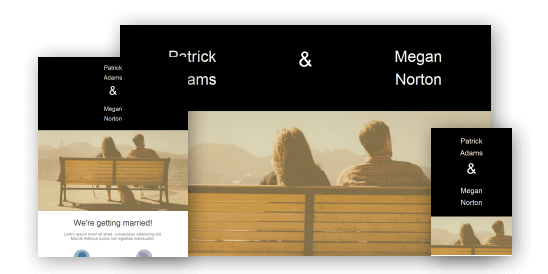 Patrick
&
Megan
Adams
Norton
Patrick
Adams
&
Megan
Norton
We're getting married!
Lorem ipsum dolor sit amet, consectetur adipiscing elit.
Mauris tristique purus non egestas malesuada.
Patrick
Adams
&
Megan
Norton